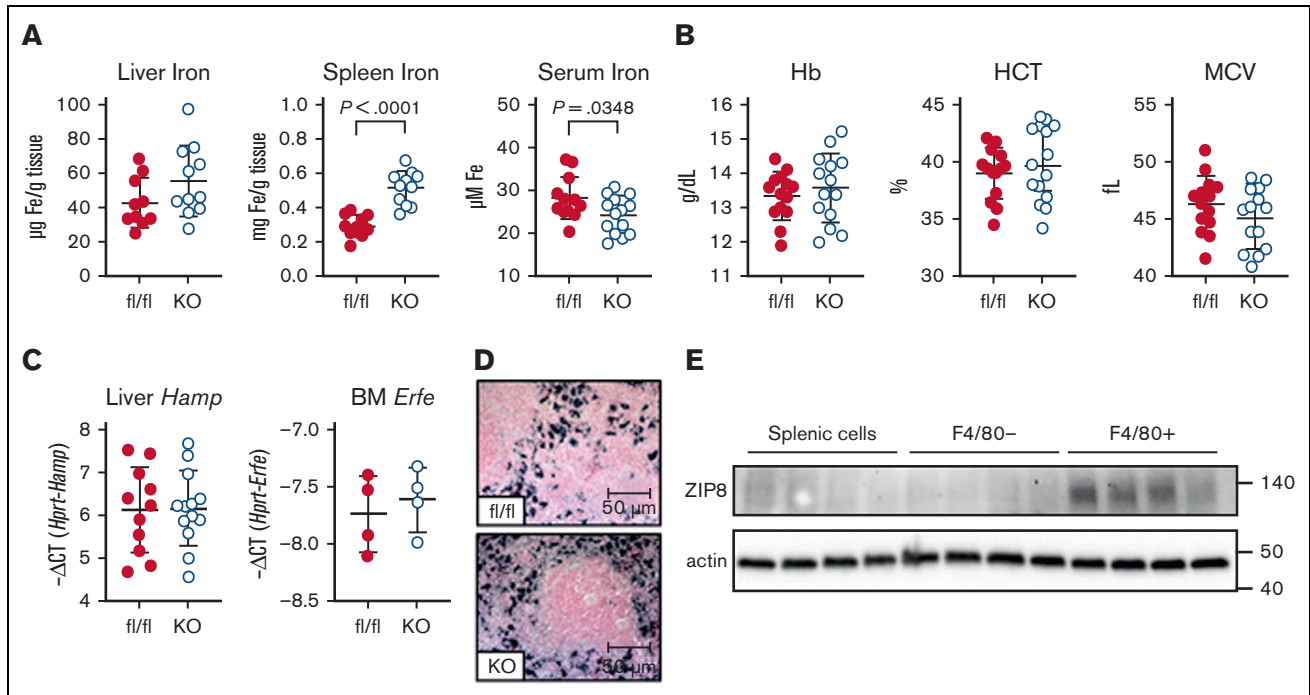 A
Liver Iron
µg Fe/g tissue
100
80
60
40
20
0
fl/fl KO
Spleen Iron
mg Fe/g tissue
1.0
0.8
0.6
0.4
0.2
0.0
P < .0001
fl/fl KO
Serum Iron
µM Fe
50
40
30
20
10
P = .0348
fl/fl KO
B
Hb
g/dL
16
15
14
13
12
11
fl/fl KO
HCT
%
45
40
35
30
fl/fl KO
MCV
fL
55
50
45
40
fl/fl KO
C
Liver Hamp
−ΔCT (Hprt-Hamp)
8
7
6
5
4
fl/fl KO
BM Erfe
−ΔCT (Hprt-Erfe)
−7.0
−7.5
−8.0
−8.5
fl/fl KO
D
fl/fl
50 µm
KO
50 µm
E
Splenic cells F4/80− F4/80+
ZIP8 140
actin 50
40